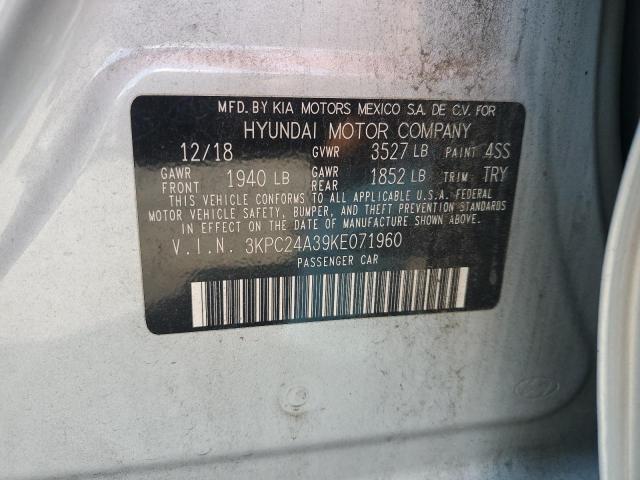 MFD. BY KIA MOTORS MEXICO S.A. DE C.V. FOR
HYUNDAI MOTOR COMPANY
12/18 GVWR 3527 LB PAINT 4SS
GAWR FRONT 1940 LB GAWR REAR 1852 LB TRIM TRY
THIS VEHICLE CONFORMS TO ALL APPLICABLE U.S.A. FEDERAL
MOTOR VEHICLE SAFETY, BUMPER, AND THEFT PREVENTION STANDARDS
IN EFFECT ON THE DATE OF MANUFACTURE SHOWN ABOVE.
V.I.N. 3KPC24A39KE071960
PASSENGER CAR